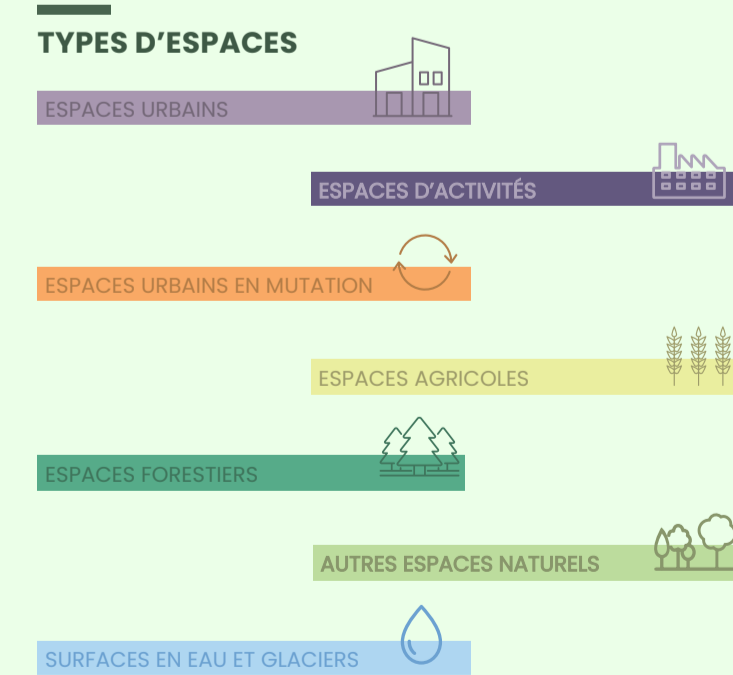 TYPES D’ESPACES
ESPACES URBAINS
ESPACES D’ACTIVITÉS
ESPACES URBAINS EN MUTATION
ESPACES AGRICOLES
ESPACES FORESTIERS
AUTRES ESPACES NATURELS
SURFACES EN EAU ET GLACIERS